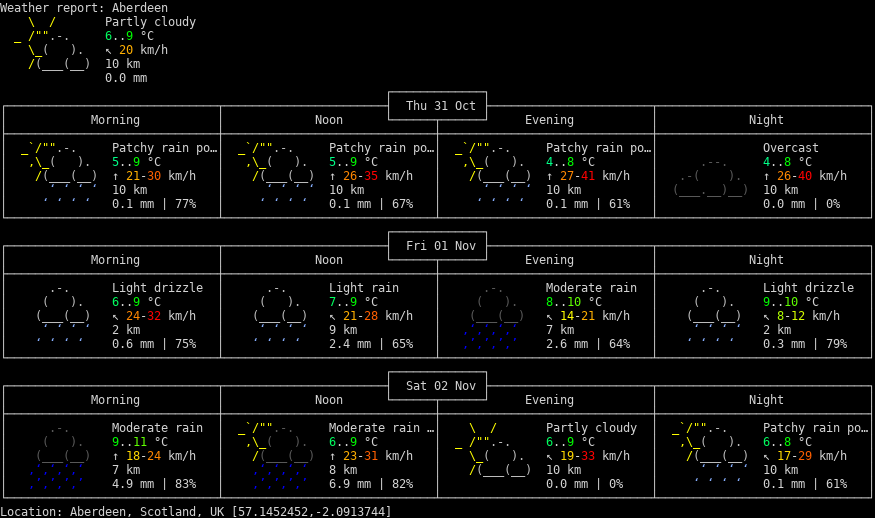 Weather report: Aberdeen
Partly cloudy
6..9 °C
↖ 20 km/h
10 km
0.0 mm
Thu 31 Oct
Morning Noon Evening Night
Patchy rain po… Patchy rain po… Patchy rain po… Overcast
5..9 °C 5..9 °C 4..8 °C 4..8 °C
↑ 21-30 km/h ↑ 26-35 km/h ↑ 27-41 km/h ↑ 26-40 km/h
10 km 10 km 10 km 10 km
0.1 mm | 77% 0.1 mm | 67% 0.1 mm | 61% 0.0 mm | 0%
Fri 01 Nov
Morning Noon Evening Night
Light drizzle Light rain Moderate rain Light drizzle
6..9 °C 7..9 °C 8..10 °C 9..10 °C
↖ 24-32 km/h ↖ 21-28 km/h ↖ 14-21 km/h ↖ 8-12 km/h
2 km 9 km 7 km 2 km
0.6 mm | 75% 2.4 mm | 65% 2.6 mm | 64% 0.3 mm | 79%
Sat 02 Nov
Morning Noon Evening Night
Moderate rain Moderate rain … Partly cloudy Patchy rain po…
9..11 °C 6..9 °C 6..9 °C 6..8 °C
↑ 18-24 km/h ↑ 23-31 km/h ↖ 19-33 km/h ↖ 17-29 km/h
7 km 8 km 10 km 10 km
4.9 mm | 83% 6.9 mm | 82% 0.0 mm | 0% 0.1 mm | 61%
Location: Aberdeen, Scotland, UK [57.1452452,-2.0913744]